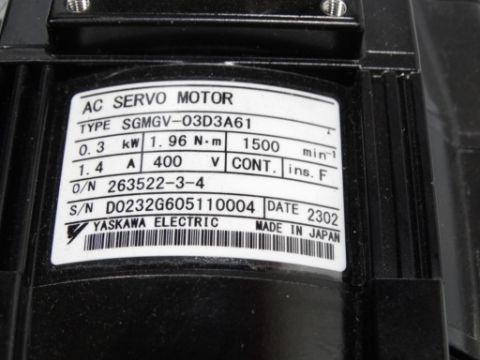 AC SERVO MOTOR
TYPE SGMGV-03D3A61
0.3 kW 1.96 N·m 1500 min⁻¹
1.4 A 400 V CONT. ins. F
O/N 263522-3-4
S/N D0232G605110004 DATE 2302
YASKAWA ELECTRIC MADE IN JAPAN